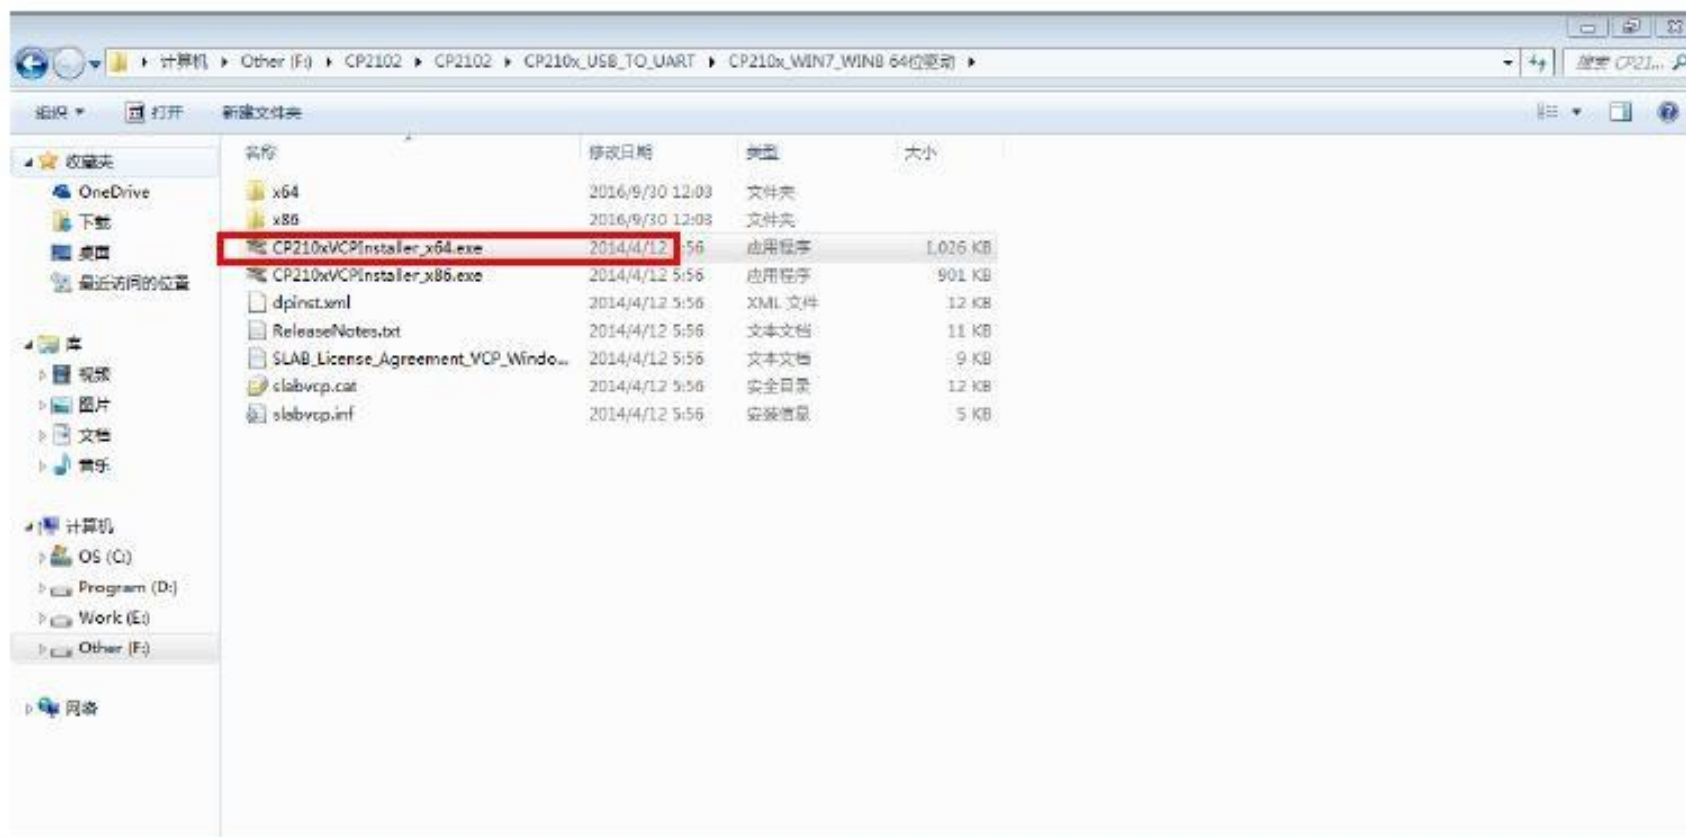 计算机 Other (F:) CP2102 CP2102 CP210x_USB_TO_UART CP210x_WIN7_WIN8 64位驱动 搜索 CP21...
组织 打开 新建文件夹
名称 修改日期 类型 大小
收藏夹
OneDrive
下载
桌面
最近访问的位置
库
视频
图片
文档
音乐
计算机
OS (C:)
Program (D:)
Work (E:)
Other (F:)
网络
x64 2016/9/30 12:03 文件夹
x86 2016/9/30 12:03 文件夹
CP210xVCPInstaller_x64.exe 2014/4/12 :56 应用程序 1,026 KB
CP210xVCPInstaller_x86.exe 2014/4/12 5:56 应用程序 901 KB
dpinst.xml 2014/4/12 5:56 XML 文件 12 KB
ReleaseNotes.txt 2014/4/12 5:56 文本文档 11 KB
SLAB_License_Agreement_VCP_Windo... 2014/4/12 5:56 文本文档 9 KB
slabvcp.cat 2014/4/12 5:56 安全目录 12 KB
slabvcp.inf 2014/4/12 5:56 安装信息 5 KB